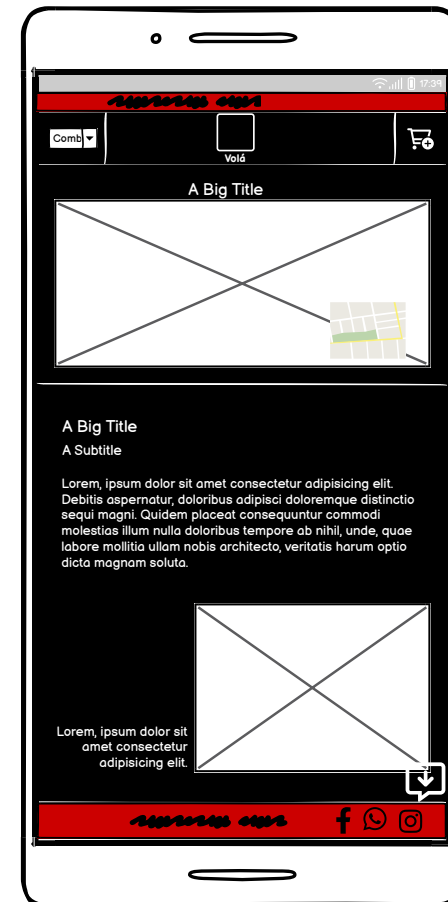 17:39
Comb
Volá
A Big Title
A Big Title
A Subtitle
Lorem, ipsum dolor sit amet consectetur adipisicing elit.
Debitis aspernatur, doloribus adipisci doloremque distinctio
sequi magni. Quidem placeat consequuntur commodi
molestias illum nulla doloribus tempore ab nihil, unde, quae
labore mollitia ullam nobis architecto, veritatis harum optio
dicta magnam soluta.
Lorem, ipsum dolor sit
amet consectetur
adipisicing elit.